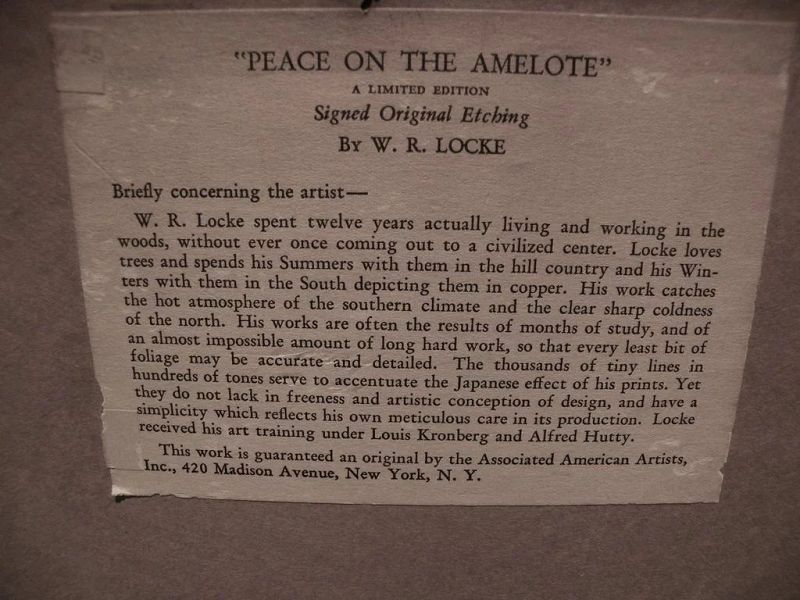 “PEACE ON THE AMELOTE”
A LIMITED EDITION
Signed Original Etching
By W. R. LOCKE
Briefly concerning the artist—
W. R. Locke spent twelve years actually living and working in the
woods, without ever once coming out to a civilized center. Locke loves
trees and spends his Summers with them in the hill country and his Win-
ters with them in the South depicting them in copper. His work catches
the hot atmosphere of the southern climate and the clear sharp coldness
of the north. His works are often the results of months of study, and of
an almost impossible amount of long hard work, so that every least bit of
foliage may be accurate and detailed. The thousands of tiny lines in
hundreds of tones serve to accentuate the Japanese effect of his prints. Yet
they do not lack in freeness and artistic conception of design, and have a
simplicity which reflects his own meticulous care in its production. Locke
received his art training under Louis Kronberg and Alfred Hutty.
This work is guaranteed an original by the Associated American Artists,
Inc., 420 Madison Avenue, New York, N. Y.